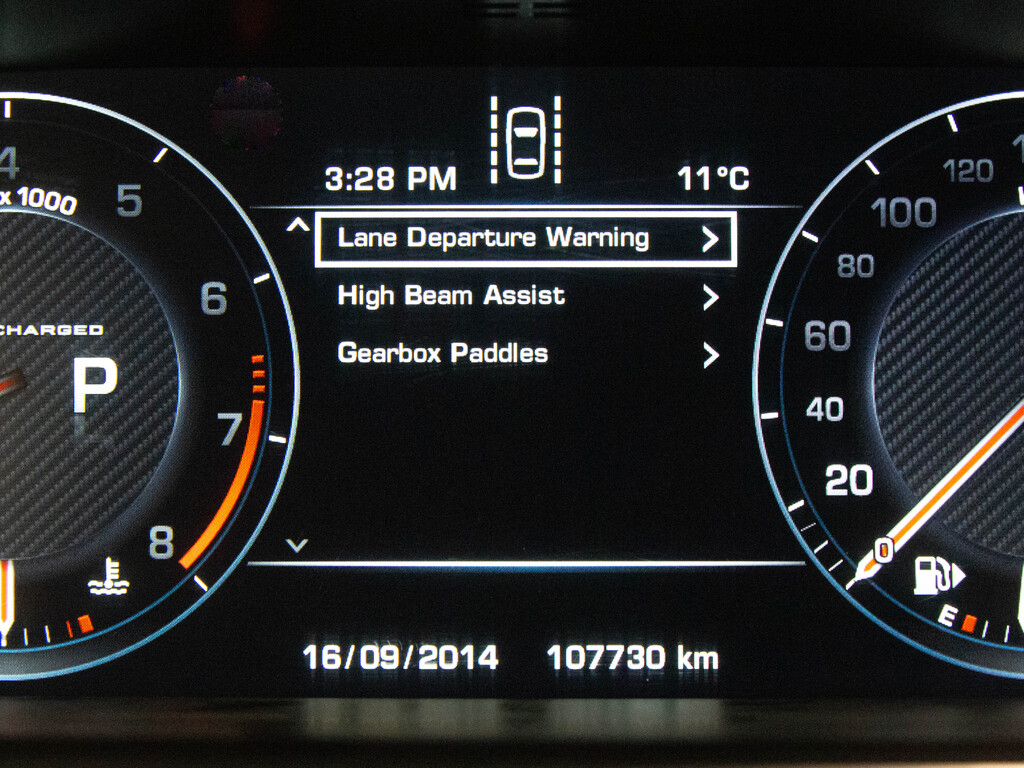 3:28 PM
11°C
Lane Departure Warning
High Beam Assist
Gearbox Paddles
16/09/2014
107730 km
4
5
6
7
8
x 1000
CHARGED
P
120
100
80
60
40
20
0
E